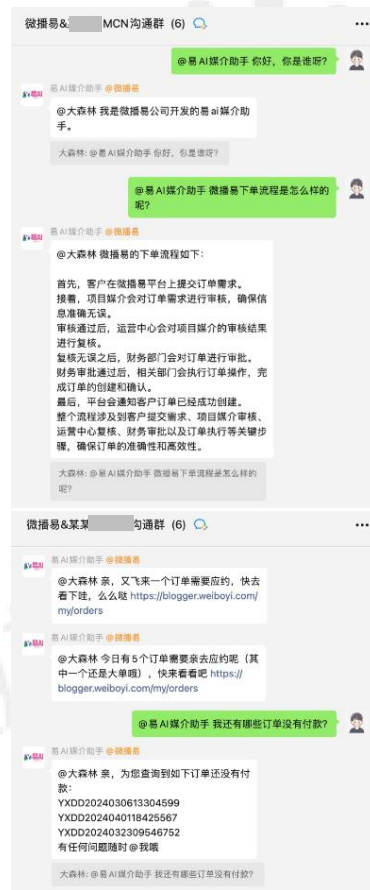 微播易& MCN沟通群 (6)
@易AI媒介助手 你好，你是谁呀？
易AI媒介助手 @微播易
@大森林 我是微播易公司开发的易ai媒介助
手。
大森林: @易AI媒介助手 你好，你是谁呀？
@易AI媒介助手 微播易下单流程是怎么样的
呢？
易AI媒介助手 @微播易
@大森林 微播易的下单流程如下：
首先，客户在微播易平台上提交订单需求。
接着，项目媒介会对订单需求进行审核，确保信
息准确无误。
审核通过后，运营中心会对项目媒介的审核结果
进行复核。
复核无误之后，财务部门会对订单进行审批。
财务审批通过后，相关部门会执行订单操作，完
成订单的创建和确认。
最后，平台会通知客户订单已经成功创建。
整个流程涉及到客户提交需求、项目媒介审核、
运营中心复核、财务审批以及订单执行等关键步
骤，确保订单的准确性和高效性。
大森林: @易AI媒介助手 微播易下单流程是怎么样的
呢？
微播易&某某 沟通群 (6)
易AI媒介助手 @微播易
@大森林 亲，又飞来一个订单需要应约，快去
看下哇，么么哒 https://blogger.weiboyi.com/
my/orders
易AI媒介助手 @微播易
@大森林 今日有5个订单需要亲去应约呢（其
中一个还是大单哦），快来看看吧 https://
blogger.weiboyi.com/my/orders
@易AI媒介助手 我还有哪些订单没有付款？
易AI媒介助手 @微播易
@大森林 亲，为您查询到如下订单还没有付
款：
YXDD2024030613304599
YXDD2024040118425567
YXDD2024032309546752
有任何问题随时@我哦
大森林: @易AI媒介助手 我还有哪些订单没有付款？